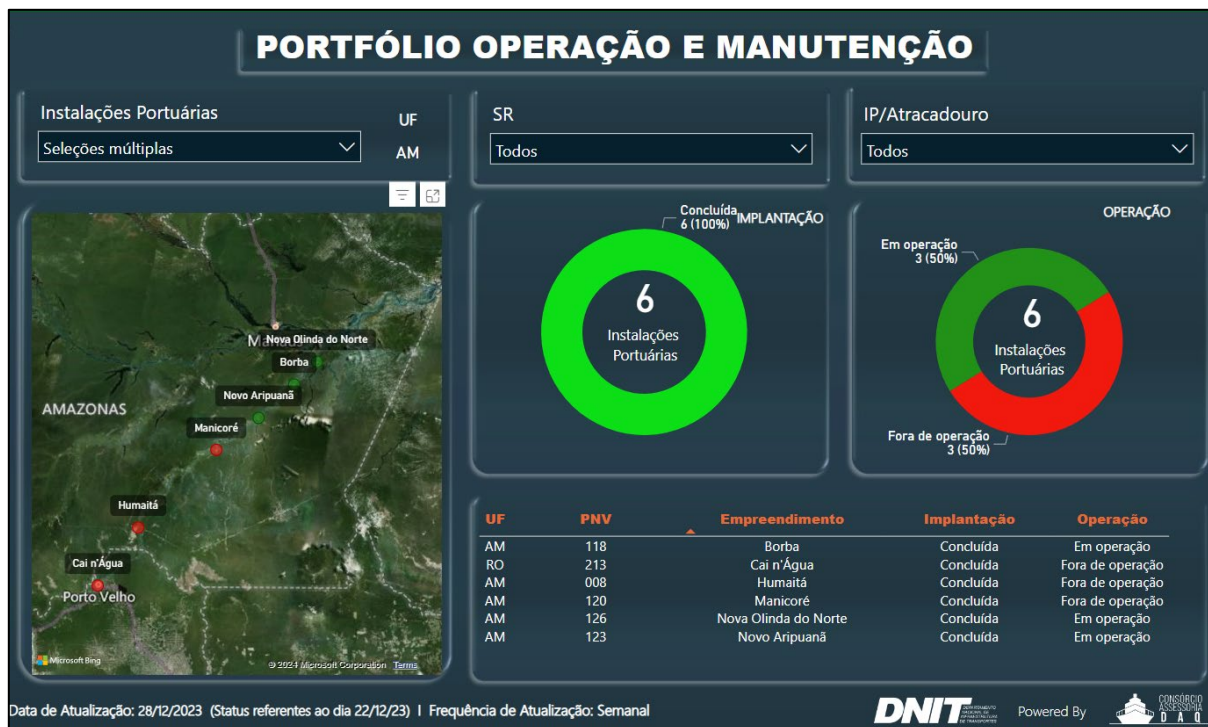 PORTFÓLIO OPERAÇÃO E MANUTENÇÃO
Instalações Portuárias
UF
Seleções múltiplas
AM
SR
Todos
IP/Atracadouro
Todos
Nova Olinda do Norte
Borba
Novo Aripuanã
AMAZONAS
Manicoré
Humaitá
Cai n'Água
Porto Velho
Microsoft Bing
© 2024 Microsoft Corporation Terms
IMPLANTAÇÃO
Concluída
6 (100%)
6
Instalações
Portuárias
OPERAÇÃO
Em operação
3 (50%)
6
Instalações
Portuárias
Fora de operação
3 (50%)
UF PNV Empreendimento Implantação Operação
AM 118 Borba Concluída Em operação
RO 213 Cai n'Água Concluída Fora de operação
AM 008 Humaitá Concluída Fora de operação
AM 120 Manicoré Concluída Fora de operação
AM 126 Nova Olinda do Norte Concluída Em operação
AM 123 Novo Aripuanã Concluída Em operação
Data de Atualização: 28/12/2023 (Status referentes ao dia 22/12/23) I Frequência de Atualização: Semanal
DNIT
DEPARTAMENTO
NACIONAL DE
INFRAESTRUTURA
DE TRANSPORTES
Powered By
CONSÓRCIO
ASSESSORIA
D A Q